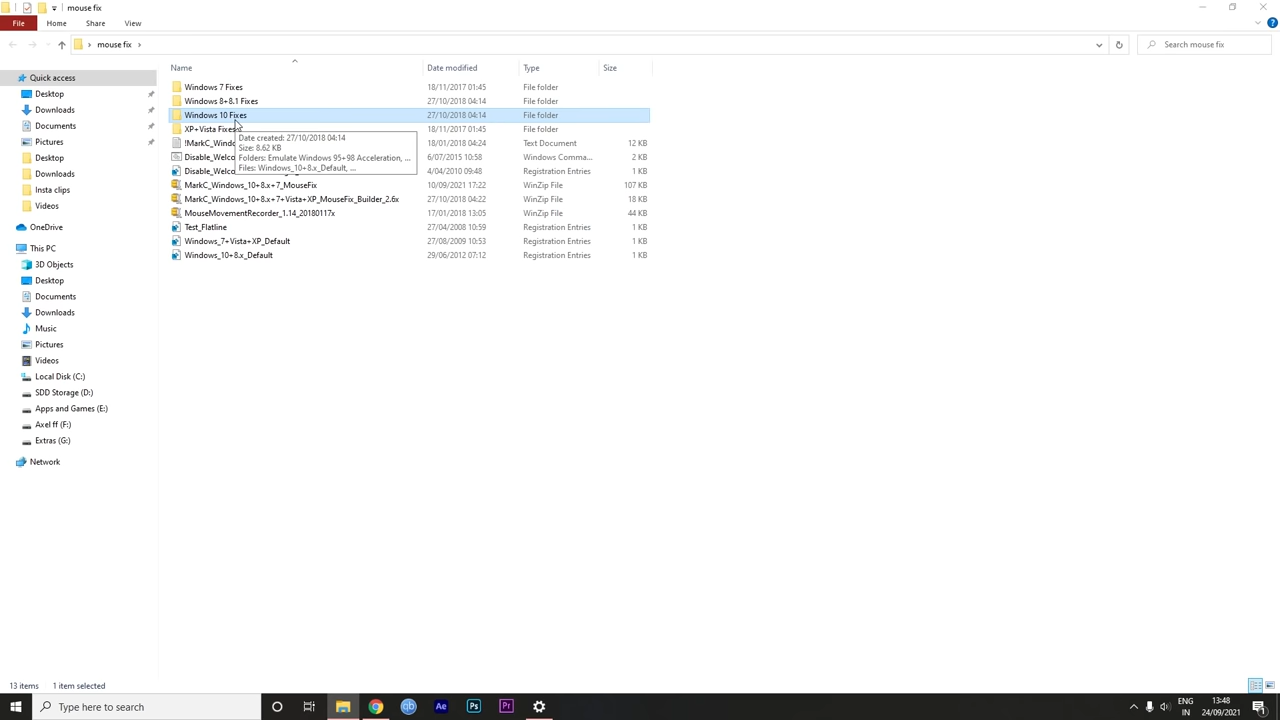 mouse fix
File Home Share View
mouse fix
Search mouse fix
Name Date modified Type Size
Quick access
Desktop
Downloads
Documents
Pictures
Desktop
Downloads
Insta clips
Videos
OneDrive
This PC
3D Objects
Desktop
Documents
Downloads
Music
Pictures
Videos
Local Disk (C:)
SDD Storage (D:)
Apps and Games (E:)
Axel ff (F:)
Extras (G:)
Network
Windows 7 Fixes 18/11/2017 01:45 File folder
Windows 8+8.1 Fixes 27/10/2018 04:14 File folder
Windows 10 Fixes 27/10/2018 04:14 File folder
XP+Vista Fixes 18/11/2017 01:45 File folder
!MarkC_Windo 18/01/2018 04:24 Text Document 12 KB
Disable_Welco 6/07/2015 10:58 Windows Comma... 2 KB
Disable_Welco 4/04/2010 09:48 Registration Entries 1 KB
MarkC_Windows_10+8.x+7_MouseFix 10/09/2021 17:22 WinZip File 107 KB
MarkC_Windows_10+8.x+7+Vista+XP_MouseFix_Builder_2.6x 27/10/2018 04:22 WinZip File 18 KB
MouseMovementRecorder_1.14_20180117x 17/01/2018 13:05 WinZip File 44 KB
Test_Flatline 27/04/2008 10:59 Registration Entries 1 KB
Windows_7+Vista+XP_Default 27/08/2009 10:53 Registration Entries 1 KB
Windows_10+8.x_Default 29/06/2012 07:12 Registration Entries 1 KB
Date created: 27/10/2018 04:14
Size: 8.62 KB
Folders: Emulate Windows 95+98 Acceleration, ...
Files: Windows_10+8.x_Default, ...
13 items 1 item selected
Type here to search
Ae Ps Pr
ENG
IN
13:48
24/09/2021
1